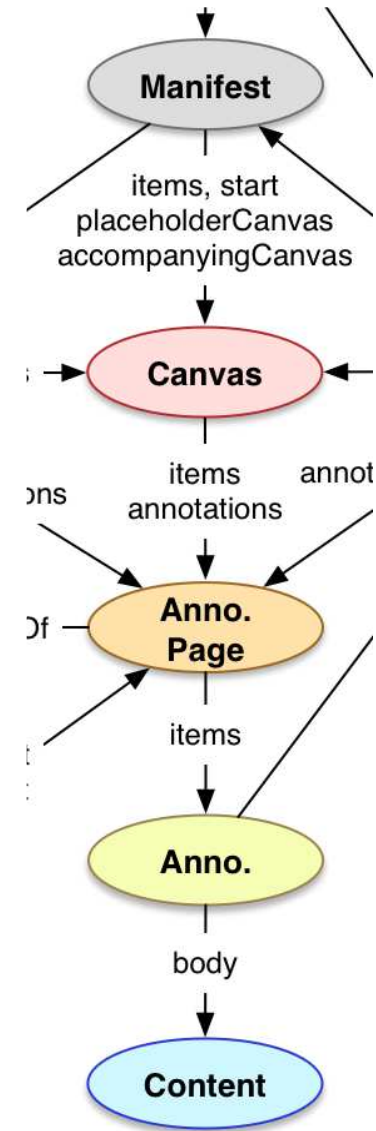 Manifest
items, start
placeholderCanvas
accompanyingCanvas
Canvas
items
annotations
Anno.
Page
items
Anno.
body
Content